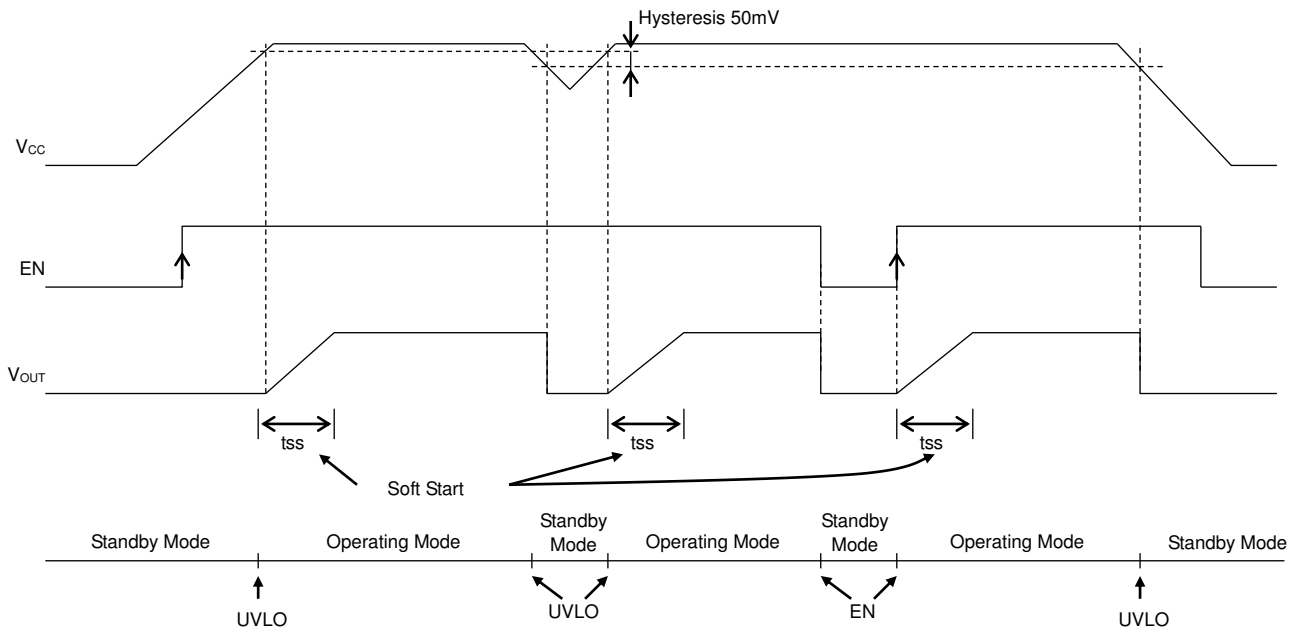 Hysteresis 50mV
VCC
EN
VOUT
tss
tss
tss
Soft Start
Standby Mode
Operating Mode
Standby
Mode
Operating Mode
Standby
Mode
Operating Mode
Standby Mode
UVLO
UVLO
EN
UVLO